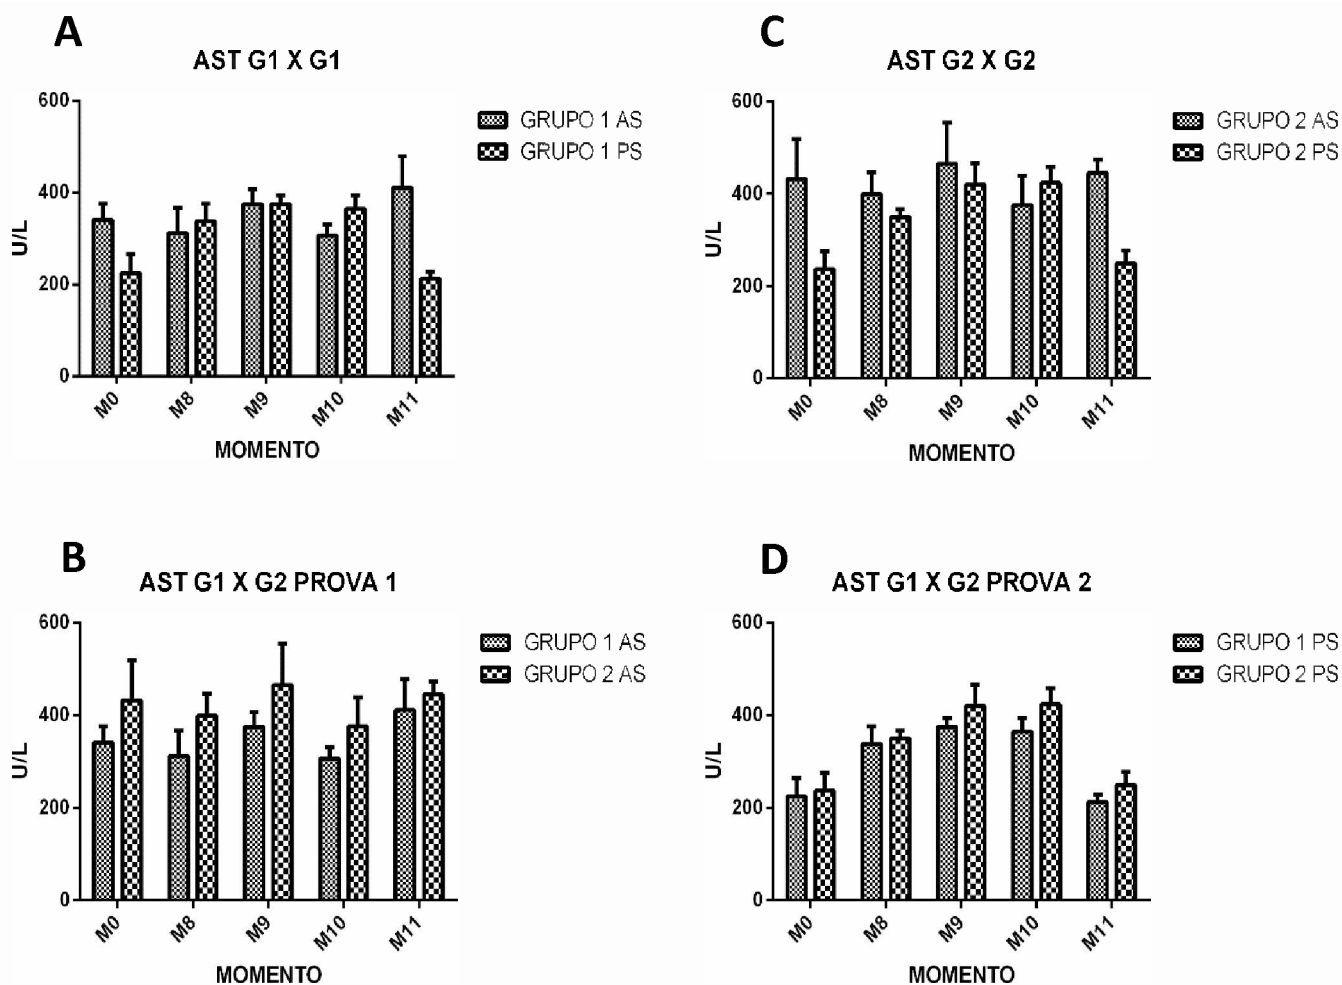 A
AST G1 X G1
600
400
200
0
U/L
M0
M8
M9
M10
M11
MOMENTO
GRUPO 1 AS
GRUPO 1 PS
C
AST G2 X G2
600
400
200
0
U/L
M0
M8
M9
M10
M11
MOMENTO
GRUPO 2 AS
GRUPO 2 PS
B
AST G1 X G2 PROVA 1
600
400
200
0
U/L
M0
M8
M9
M10
M11
MOMENTO
GRUPO 1 AS
GRUPO 2 AS
D
AST G1 X G2 PROVA 2
600
400
200
0
U/L
M0
M8
M9
M10
M11
MOMENTO
GRUPO 1 PS
GRUPO 2 PS